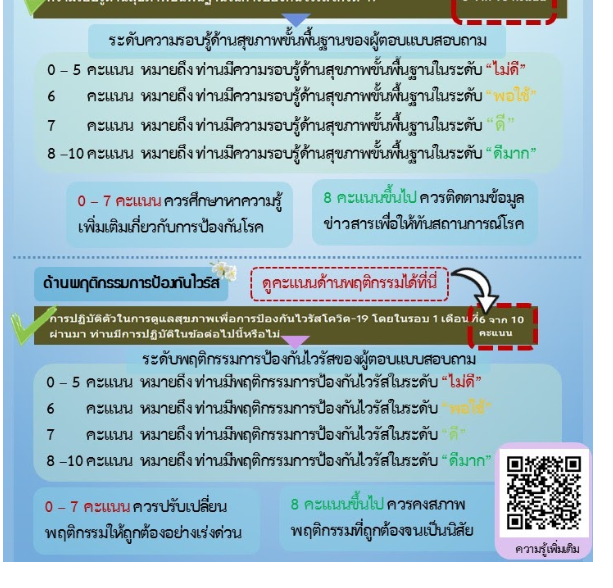 ระดับความรอบรู้ด้านสุขภาพขั้นพื้นฐานของผู้ตอบแบบสอบถาม
0 – 5 คะแนน หมายถึง ท่านมีความรอบรู้ด้านสุขภาพขั้นพื้นฐานในระดับ “ไม่ดี”
6 คะแนน หมายถึง ท่านมีความรอบรู้ด้านสุขภาพขั้นพื้นฐานในระดับ “พอใช้”
7 คะแนน หมายถึง ท่านมีความรอบรู้ด้านสุขภาพขั้นพื้นฐานในระดับ “ดี”
8 –10 คะแนน หมายถึง ท่านมีความรอบรู้ด้านสุขภาพขั้นพื้นฐานในระดับ “ดีมาก”
0 – 7 คะแนน ควรศึกษาหาความรู้
เพิ่มเติมเกี่ยวกับการป้องกันโรค
8 คะแนนขึ้นไป ควรติดตามข้อมูล
ข่าวสารเพื่อให้ทันสถานการณ์โรค
ด้านพฤติกรรมการป้องกันไวรัส
ดูคะแนนด้านพฤติกรรมได้ที่นี่
การปฏิบัติตัวในการดูแลสุขภาพเพื่อการป้องกันไวรัสโควิด-19 โดยในรอบ 1 เดือน ที่
ผ่านมา ท่านมีการปฏิบัติในข้อต่อไปนี้หรือไม่
6 จาก 10
คะแนน
ระดับพฤติกรรมการป้องกันไวรัสของผู้ตอบแบบสอบถาม
0 – 5 คะแนน หมายถึง ท่านมีพฤติกรรมการป้องกันไวรัสในระดับ “ไม่ดี”
6 คะแนน หมายถึง ท่านมีพฤติกรรมการป้องกันไวรัสในระดับ “พอใช้”
7 คะแนน หมายถึง ท่านมีพฤติกรรมการป้องกันไวรัสในระดับ “ดี”
8 –10 คะแนน หมายถึง ท่านมีพฤติกรรมการป้องกันไวรัสในระดับ “ดีมาก”
0 – 7 คะแนน ควรปรับเปลี่ยน
พฤติกรรมให้ถูกต้องอย่างเร่งด่วน
8 คะแนนขึ้นไป ควรคงสภาพ
พฤติกรรมที่ถูกต้องจนเป็นนิสัย
ความรู้เพิ่มเติม